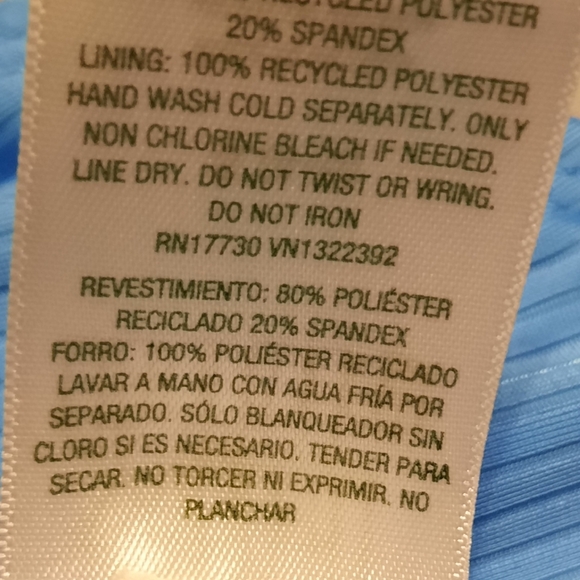 RECYCLED POLYESTER
20% SPANDEX
LINING: 100% RECYCLED POLYESTER
HAND WASH COLD SEPARATELY. ONLY
NON CHLORINE BLEACH IF NEEDED.
LINE DRY. DO NOT TWIST OR WRING.
DO NOT IRON
RN17730 VN1322392
REVESTIMIENTO: 80% POLIÉSTER
RECICLADO 20% SPANDEX
FORRO: 100% POLIÉSTER RECICLADO
LAVAR A MANO CON AGUA FRÍA POR
SEPARADO. SÓLO BLANQUEADOR SIN
CLORO SI ES NECESARIO. TENDER PARA
SECAR. NO TORCER NI EXPRIMIR. NO
PLANCHAR